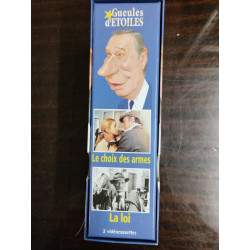 Gueules
d'ETOILES
Le choix des armes
La loi
2 vidéocassettes